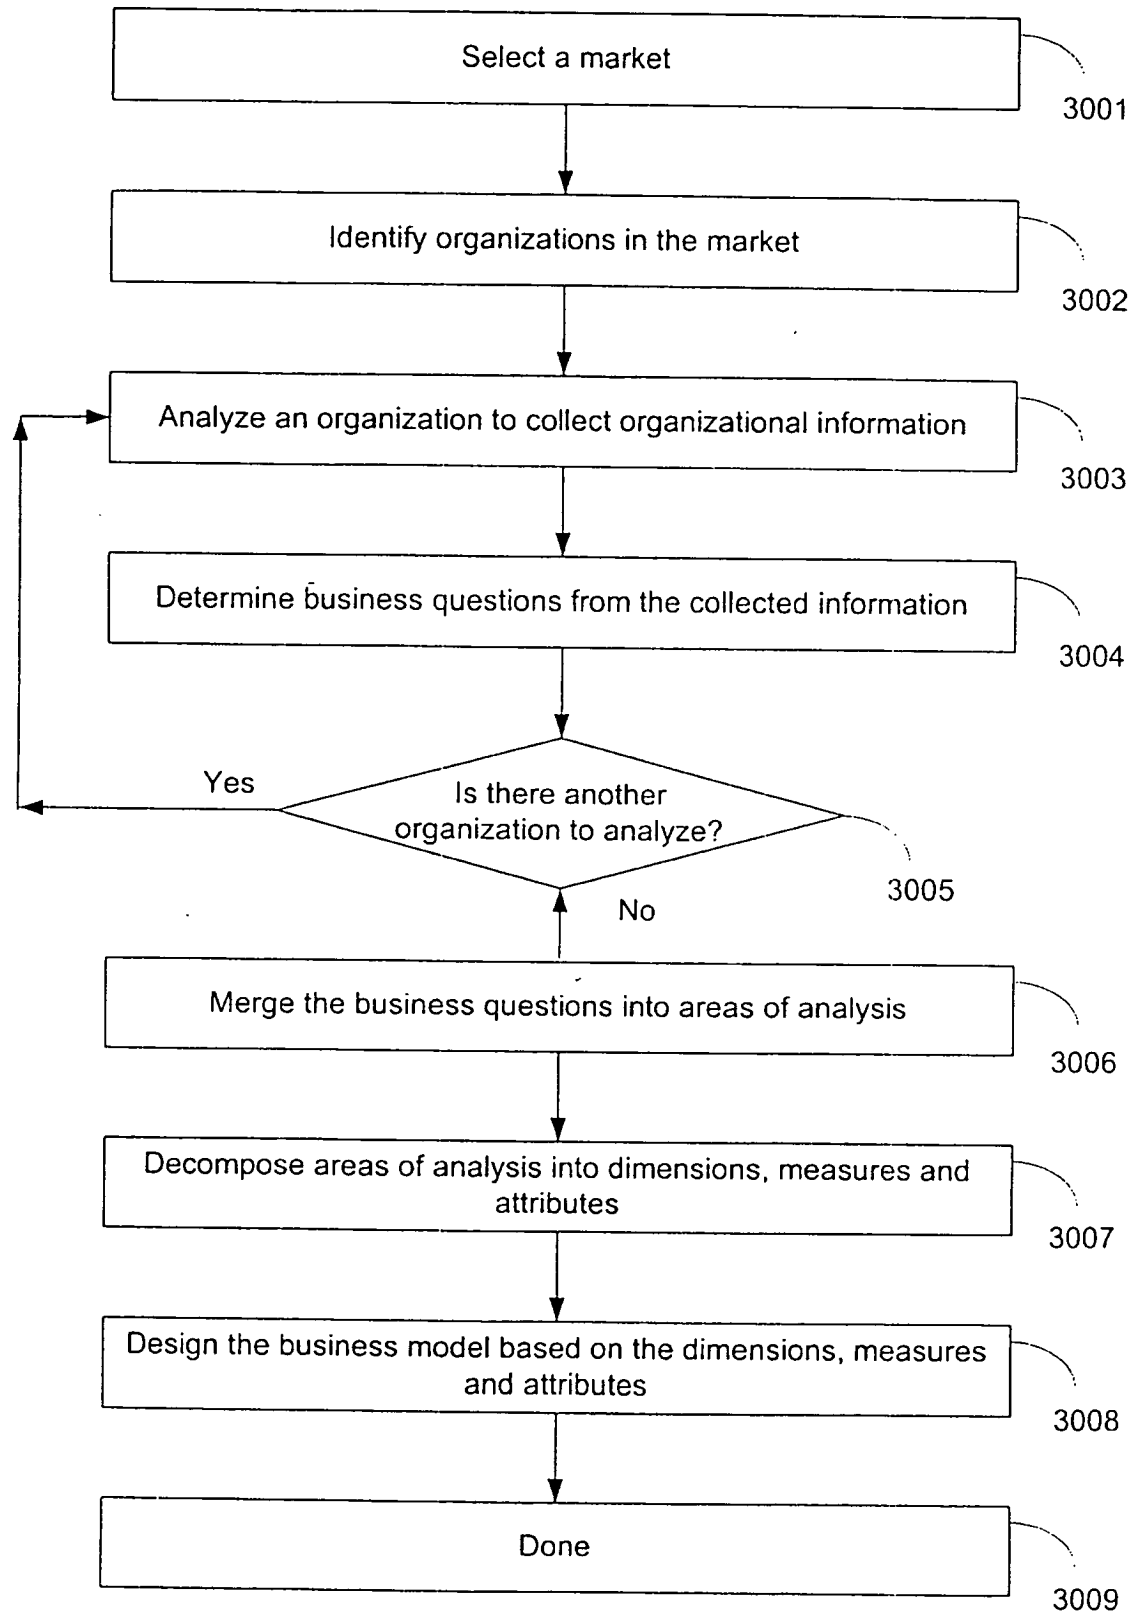 Select a market
3001
Identify organizations in the market
3002
Analyze an organization to collect organizational information
3003
Determine business questions from the collected information
3004
Yes
Is there another
organization to analyze?
3005
No
Merge the business questions into areas of analysis
3006
Decompose areas of analysis into dimensions, measures and
attributes
3007
Design the business model based on the dimensions, measures
and attributes
3008
Done
3009